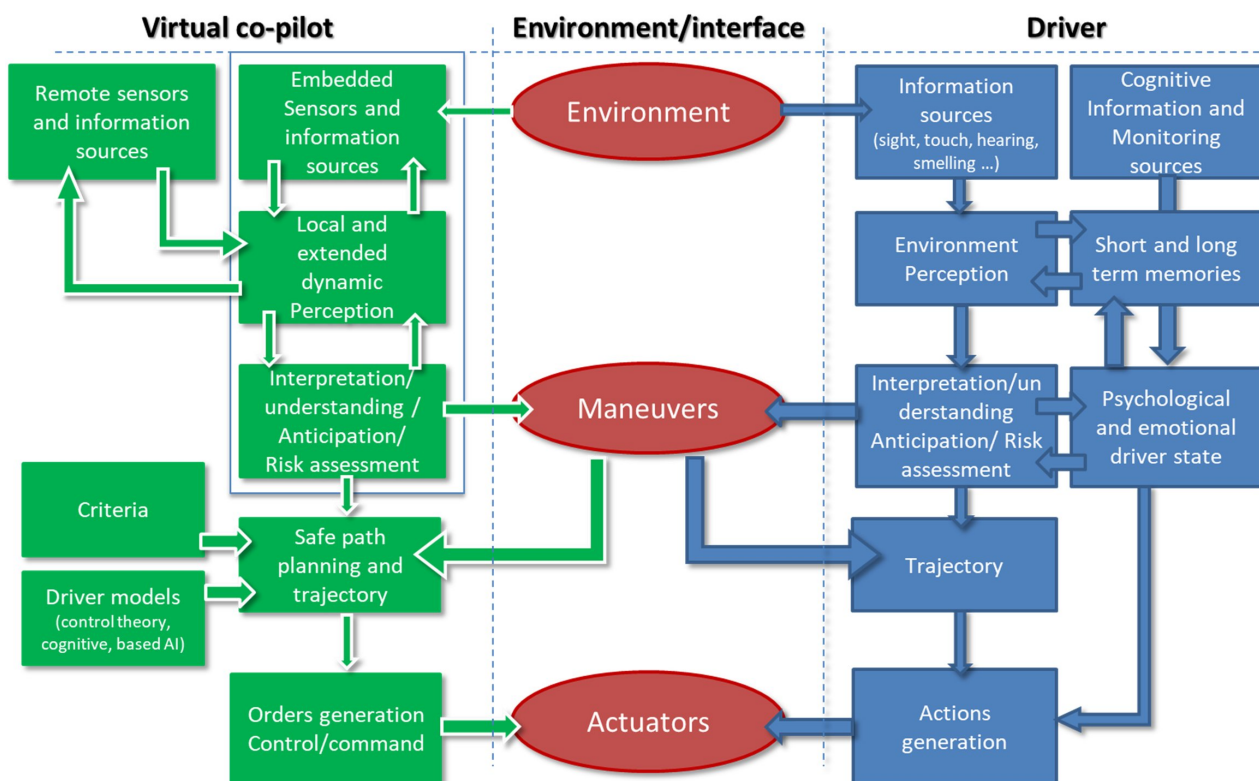 Virtual co-pilot
Environment/interface
Driver
Remote sensors
and information
sources
Embedded
Sensors and
information
sources
Environment
Information
sources
(sight, touch, hearing,
smelling ...)
Cognitive
Information and
Monitoring
sources
Local and
extended
dynamic
Perception
Environment
Perception
Short and long
term memories
Interpretation/
understanding /
Anticipation/
Risk assessment
Maneuvers
Interpretation/un
derstanding
Anticipation/ Risk
assessment
Psychological
and emotional
driver state
Criteria
Safe path
planning and
trajectory
Trajectory
Driver models
(control theory,
cognitive, based AI)
Orders generation
Control/command
Actuators
Actions
generation